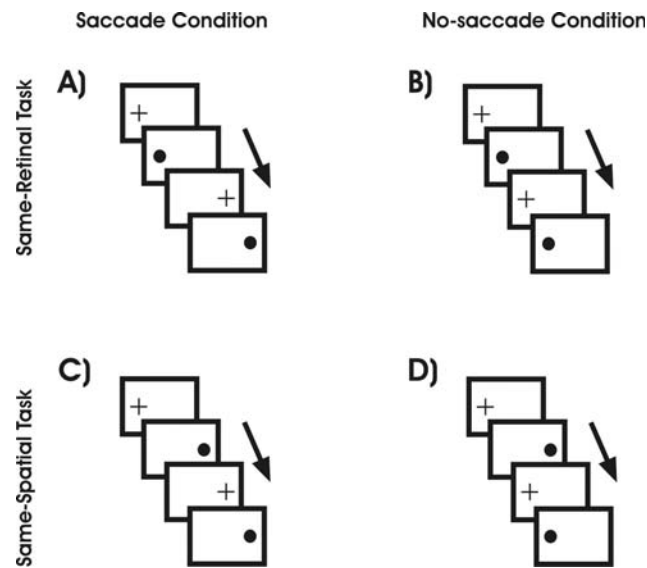 Saccade Condition
No-saccade Condition
Same-Retinal Task
A)
B)
Same-Spatial Task
C)
D)